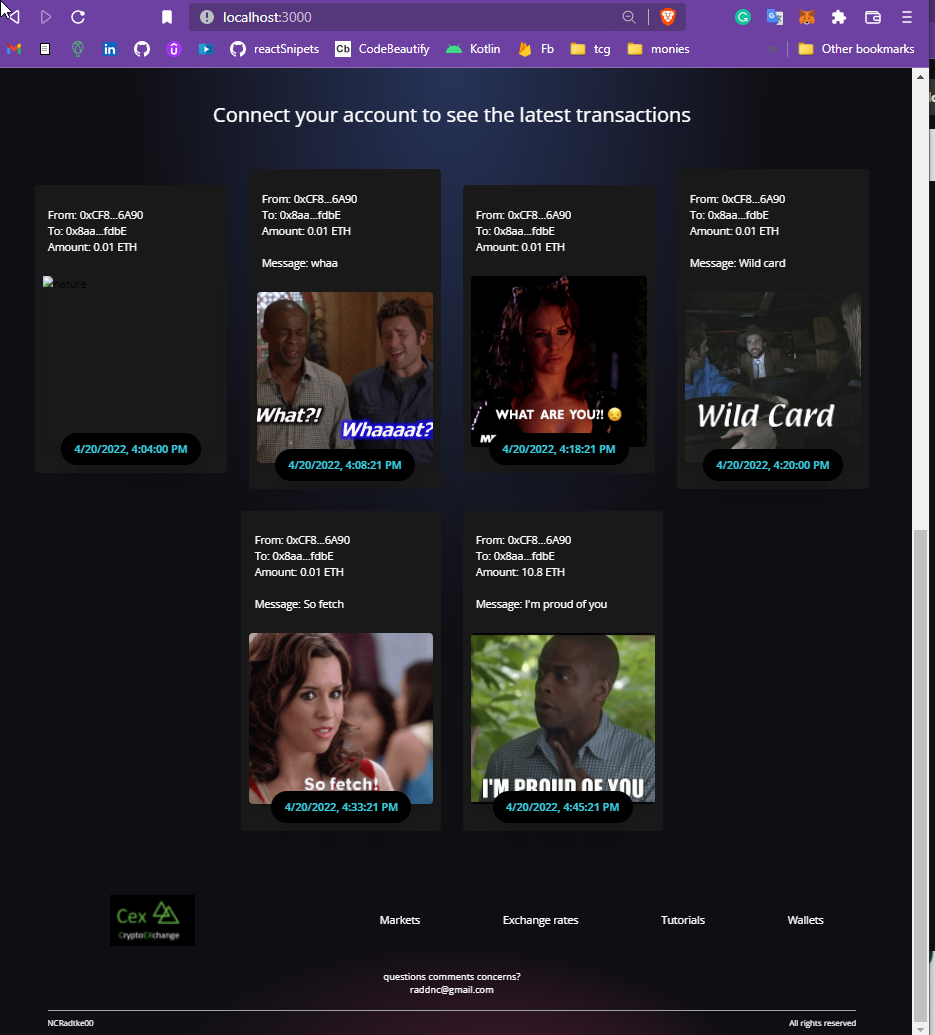 localhost:3000
reactSnipets
Cb CodeBeautify
Kotlin
Fb
tcg
monies
Other bookmarks
Connect your account to see the latest transactions
From: 0xCF8...6A90
To: 0x8aa...fdbE
Amount: 0.01 ETH
nature
4/20/2022, 4:04:00 PM
From: 0xCF8...6A90
To: 0x8aa...fdbE
Amount: 0.01 ETH
Message: whaa
What?!
Whaaaat?
4/20/2022, 4:08:21 PM
From: 0xCF8...6A90
To: 0x8aa...fdbE
Amount: 0.01 ETH
WHAT ARE YOU?! 😒
4/20/2022, 4:18:21 PM
From: 0xCF8...6A90
To: 0x8aa...fdbE
Amount: 0.01 ETH
Message: Wild card
Wild Card
4/20/2022, 4:20:00 PM
From: 0xCF8...6A90
To: 0x8aa...fdbE
Amount: 0.01 ETH
Message: So fetch
So fetch!
4/20/2022, 4:33:21 PM
From: 0xCF8...6A90
To: 0x8aa...fdbE
Amount: 10.8 ETH
Message: I'm proud of you
I'M PROUD OF YOU
4/20/2022, 4:45:21 PM
Cex
CryptoEXchange
Markets
Exchange rates
Tutorials
Wallets
questions comments concerns?
raddnc@gmail.com
NCRadtke00
All rights reserved